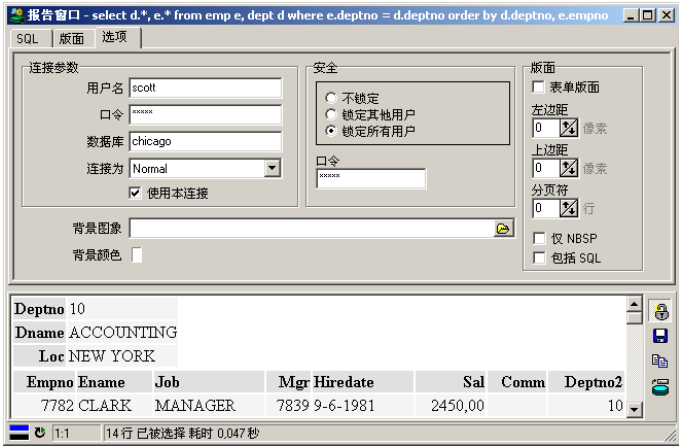 报告窗口 - select d.*, e.* from emp e, dept d where e.deptno = d.deptno order by d.deptno, e.empno
SQL 版面 选项
连接参数 安全 版面
用户名 scott
口令 *****
数据库 chicago
连接为 Normal
使用本连接
不锁定
锁定其他用户
锁定所有用户
口令
*****
表单版面
左边距
0 像素
上边距
0 像素
分页符
0 行
仅 NBSP
包括 SQL
背景图象
背景颜色
Deptno 10
Dname ACCOUNTING
Loc NEW YORK
Empno Ename Job Mgr Hiredate Sal Comm Deptno2
7782 CLARK MANAGER 7839 9-6-1981 2450,00 10
1:1 14行 已被选择 耗时 0,047秒